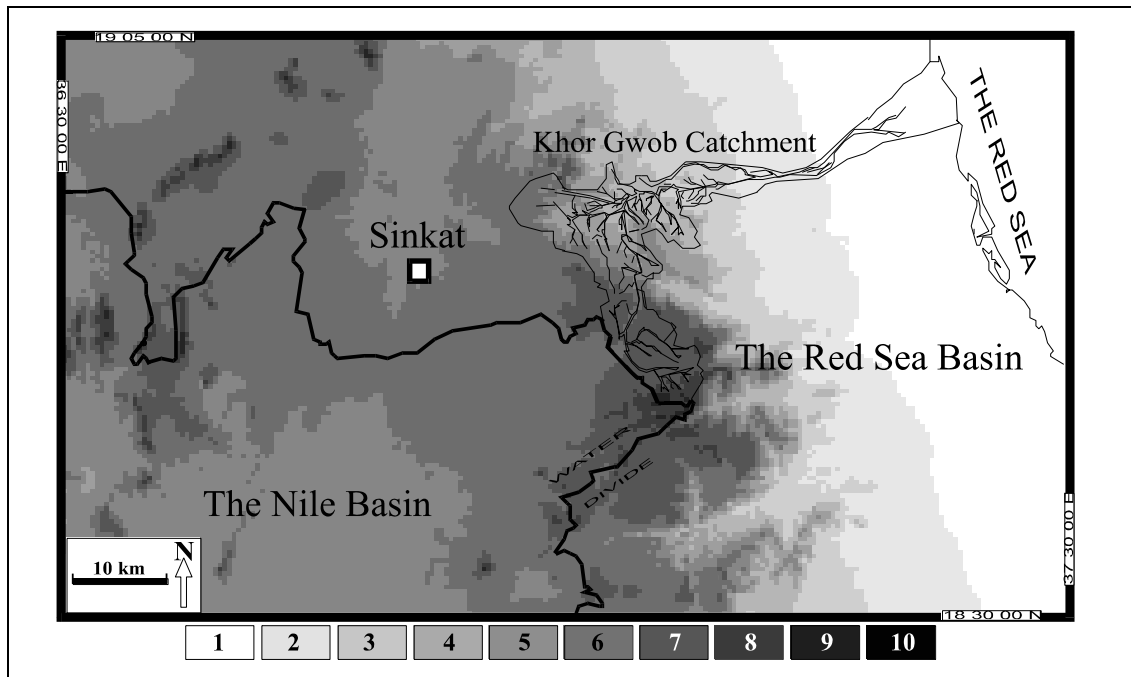 19 05 00 N
36 30 00 E
THE RED SEA
Khor Gwob Catchment
Sinkat
The Red Sea Basin
WATER
DIVIDE
The Nile Basin
10 km
N
37 30 00 E
18 30 00 N
1 2 3 4 5 6 7 8 9 10